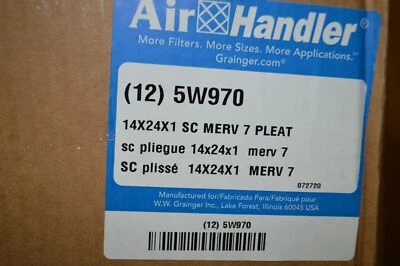 Air Handler®
More Filters. More Sizes. More Applications.
Grainger.com®
(12) 5W970
14X24X1 SC MERV 7 PLEAT
sc pliegue 14x24x1 merv 7
SC plissé 14X24X1 MERV 7
072720
Manufactured for/Fabricado Para/Fabriqué pour
W.W. Grainger Inc., Lake Forest, Illinois 60045 USA
(12) 5W970